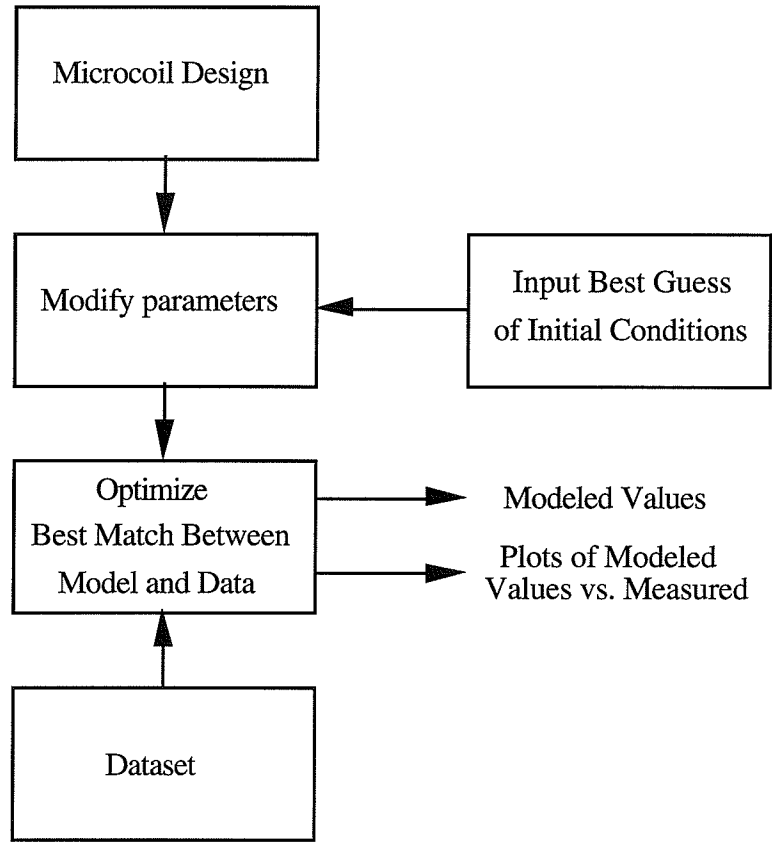 Microcoil Design
Modify parameters
Input Best Guess
of Initial Conditions
Optimize
Best Match Between
Model and Data
Modeled Values
Plots of Modeled
Values vs. Measured
Dataset